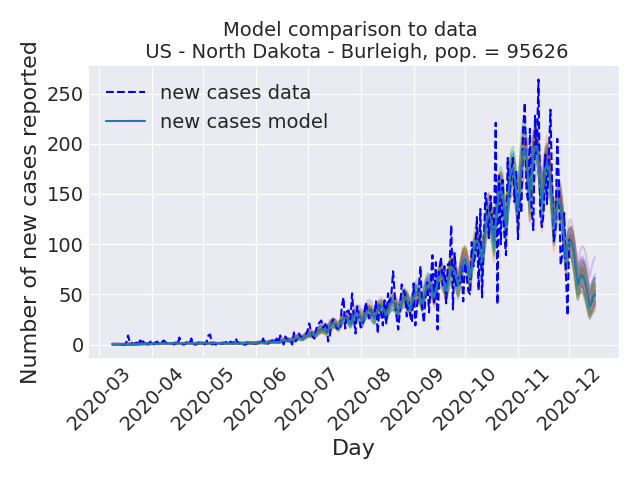 Model comparison to data
US - North Dakota - Burleigh, pop. = 95626
Number of new cases reported
250
200
150
100
50
0
new cases data
new cases model
2020-03
2020-04
2020-05
2020-06
2020-07
2020-08
2020-09
2020-10
2020-11
2020-12
Day